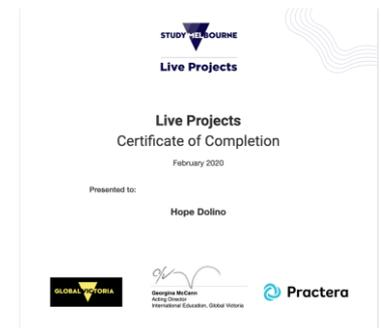 STUDY MELBOURNE
Live Projects
Live Projects
Certificate of Completion
February 2020
Presented to:
Hope Dolino
GLOBAL VICTORIA
Georgina McCann
Acting Director
International Education, Global Victoria
Practera